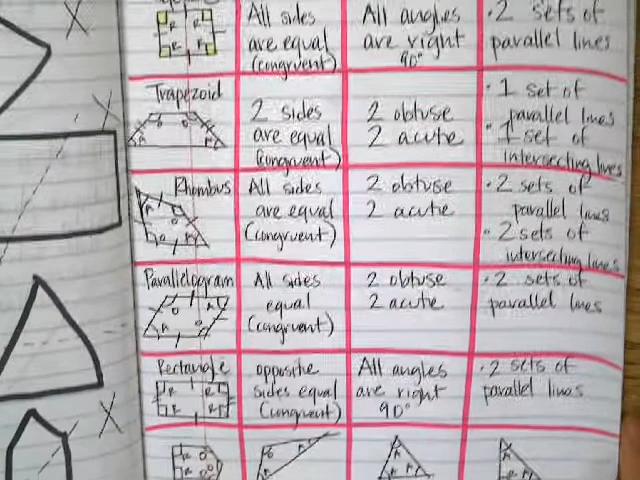 All sides
are equal
(congruent)
All angles
are right
90°
· 2 sets of
parallel lines
Trapezoid
2 sides
are equal
(congruent)
2 obtuse
2 acute
· 1 set of
parallel lines
· 1 set of
intersecting lines
Rhombus
All sides
are equal
(congruent)
2 obtuse
2 acute
· 2 sets of
parallel lines
· 2 sets of
intersecting lines
Parallelogram
All sides
equal
(congruent)
2 obtuse
2 acute
· 2 sets of
parallel lines
Rectangle
opposite
sides equal
(congruent)
All angles
are right
90°
· 2 sets of
parallel lines